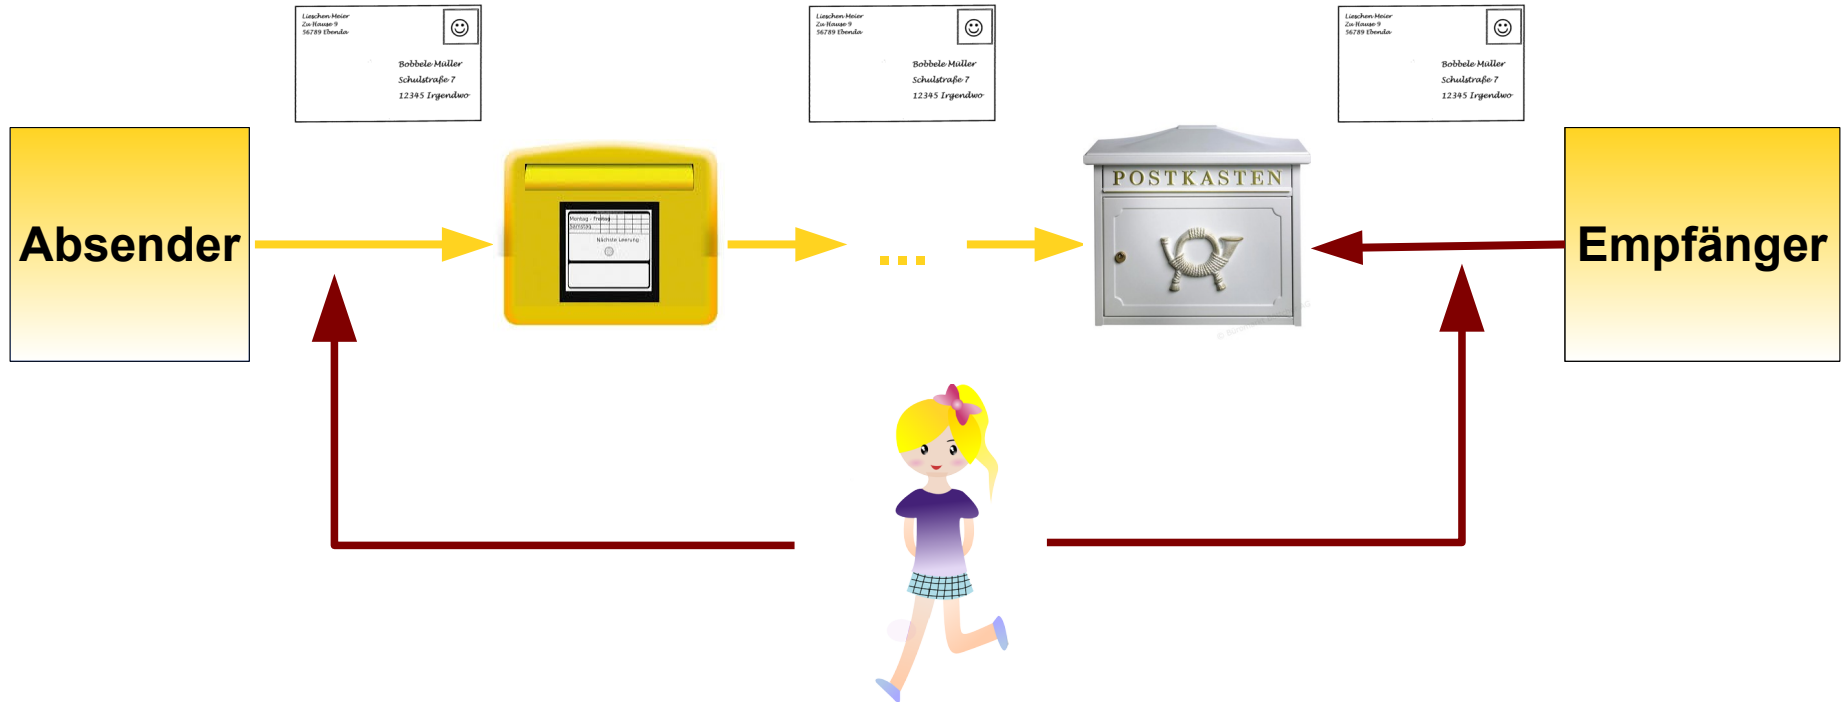 Lieschen Meier
Zu Hause 9
56789 Ebenda
Bobbele Müller
Schulstraße 7
12345 Irgendwo
Lieschen Meier
Zu Hause 9
56789 Ebenda
Bobbele Müller
Schulstraße 7
12345 Irgendwo
Lieschen Meier
Zu Hause 9
56789 Ebenda
Bobbele Müller
Schulstraße 7
12345 Irgendwo
Absender
Montag - Freitag
Samstag
Nächste Leerung
...
POSTKASTEN
Empfänger